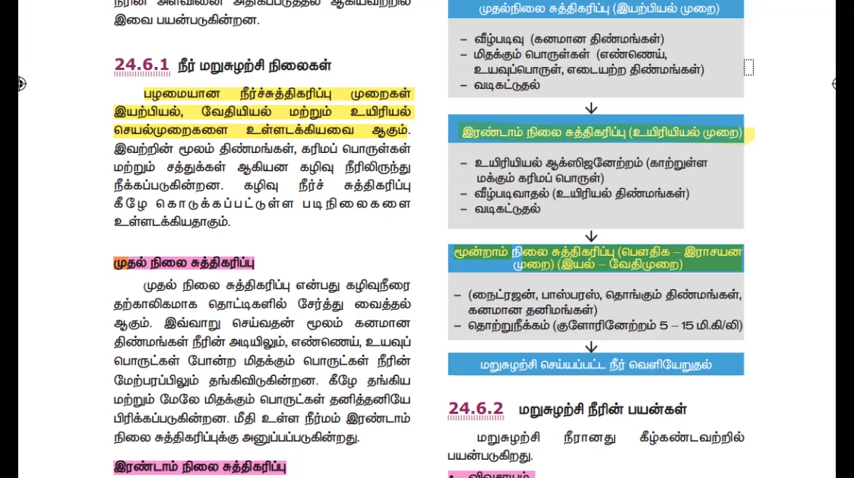 நீரின் அளவினை அதிகப்படுத்தல் ஆகியவற்றில்
இவை பயன்படுகின்றன.
24.6.1 நீர் மறுசுழற்சி நிலைகள்
பழமையான நீர்ச்சுத்திகரிப்பு முறைகள்
இயற்பியல், வேதியியல் மற்றும் உயிரியல்
செயல்முறைகளை உள்ளடக்கியவை ஆகும்.
இவற்றின் மூலம் திண்மங்கள், கரிமப் பொருள்கள்
மற்றும் சத்துக்கள் ஆகியன கழிவு நீரிலிருந்து
நீக்கப்படுகின்றன. கழிவு நீர்ச் சுத்திகரிப்பு
கீழே கொடுக்கப்பட்டுள்ள படிநிலைகளை
உள்ளடக்கியதாகும்.
முதல் நிலை சுத்திகரிப்பு
முதல் நிலை சுத்திகரிப்பு என்பது கழிவுநீரை
தற்காலிகமாக தொட்டிகளில் சேர்த்து வைத்தல்
ஆகும். இவ்வாறு செய்வதன் மூலம் கனமான
திண்மங்கள் நீரின் அடியிலும், எண்ணெய், உயவுப்
பொருட்கள் போன்ற மிதக்கும் பொருட்கள் நீரின்
மேற்பரப்பிலும் தங்கிவிடுகின்றன. கீழே தங்கிய
மற்றும் மேலே மிதக்கும் பொருள்கள் தனித்தனியே
பிரிக்கப்படுகின்றன. மீதி உள்ள நீர்மம் இரண்டாம்
நிலை சுத்திகரிப்புக்கு அனுப்பப்படுகின்றது.
இரண்டாம் நிலை சுத்திகரிப்பு
முதல்நிலை சுத்திகரிப்பு (இயற்பியல் முறை)
– வீழ்படிவு (கனமான திண்மங்கள்)
– மிதக்கும் பொருள்கள் (எண்ணெய்,
உயவுப்பொருள், எடையற்ற திண்மங்கள்)
– வடிகட்டுதல்
இரண்டாம் நிலை சுத்திகரிப்பு (உயிரியியல் முறை)
– உயிரியியல் ஆக்ஸிஜனேற்றம் (காற்றுள்ள
மக்கும் கரிமப் பொருள்)
– வீழ்படிவாதல் (உயிரியல் திண்மங்கள்)
– வடிகட்டுதல்
மூன்றாம் நிலை சுத்திகரிப்பு (பௌதிக – இராசயன
முறை) (இயல் – வேதிமுறை)
– (நைட்ரஜன், பாஸ்பரஸ், தொங்கும் திண்மங்கள்,
கனமான தனிமங்கள்)
– தொற்றுநீக்கம் (குளோரினேற்றம் 5 – 15 மி.கி/லி)
மறுசுழற்சி செய்யப்பட்ட நீர் வெளியேறுதல்
24.6.2 மறுசுழற்சி நீரின் பயன்கள்
மறுசுழற்சி நீரானது கீழ்கண்டவற்றில்
பயன்படுகிறது.
• விவசாயம்